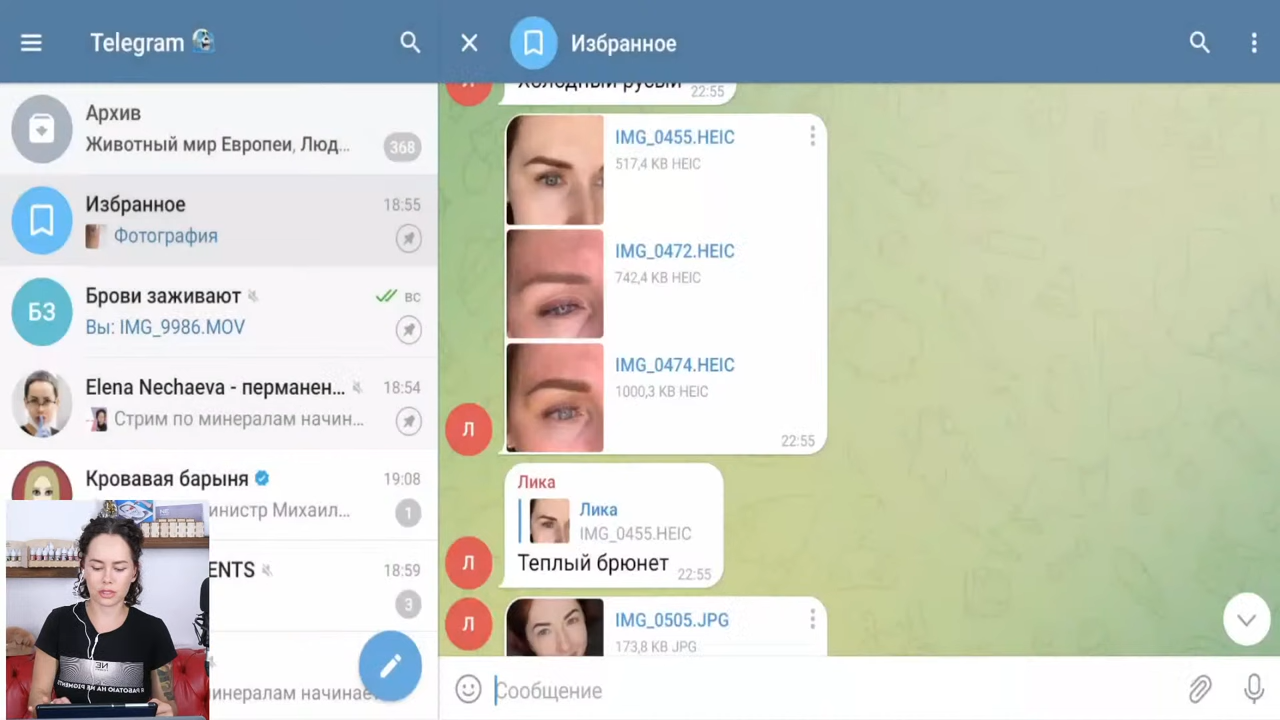 Telegram
Избранное
Архив
Животный мир Европеи, Люд...
368
Избранное
18:55
Фотография
Брови заживают
вс
БЗ
Вы: IMG_9986.MOV
Elena Nechaeva - перманен...
18:54
Стрим по минералам начин...
Кровавая барыня
19:08
инистр Михаил...
1
ENTS
18:59
3
инералам начинае
Холодный русый
22:55
IMG_0455.HEIC
517,4 KB HEIC
IMG_0472.HEIC
742,4 KB HEIC
IMG_0474.HEIC
1000,3 KB HEIC
Л
22:55
Лика
Лика
IMG_0455.HEIC
Теплый брюнет
Л
22:55
Л
IMG_0505.JPG
173,8 KB JPG
Сообщение